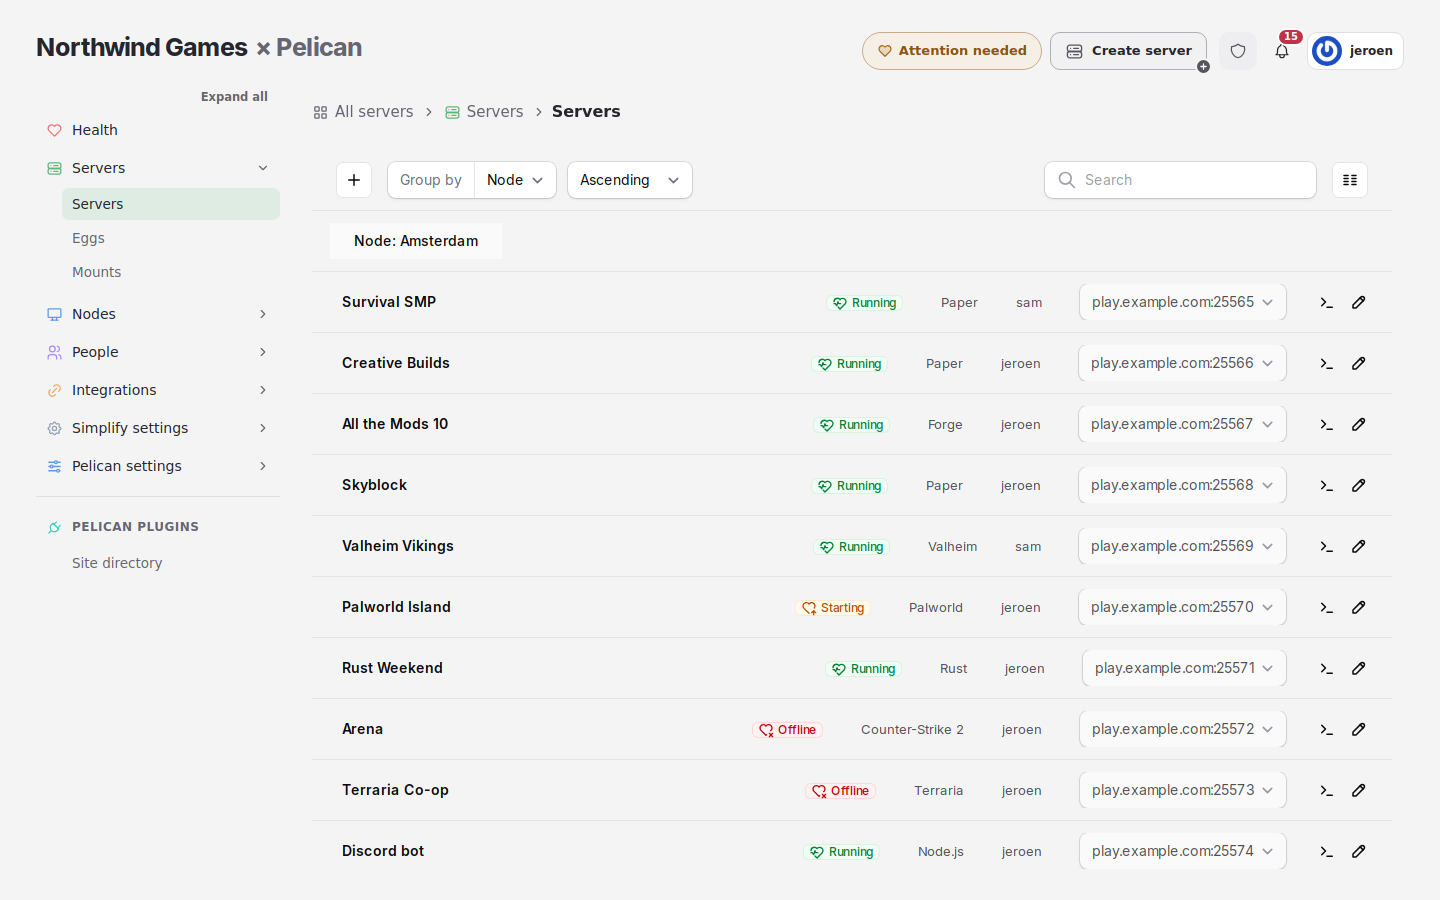 Northwind Games × Pelican
Attention needed
Create server
15
jeroen
Expand all
Health
Servers
Servers
Eggs
Mounts
Nodes
People
Integrations
Simplify settings
Pelican settings
PELICAN PLUGINS
Site directory
All servers > Servers > Servers
Group by Node Ascending Search
Node: Amsterdam
Survival SMP Running Paper sam play.example.com:25565
Creative Builds Running Paper jeroen play.example.com:25566
All the Mods 10 Running Forge jeroen play.example.com:25567
Skyblock Running Paper jeroen play.example.com:25568
Valheim Vikings Running Valheim sam play.example.com:25569
Palworld Island Starting Palworld jeroen play.example.com:25570
Rust Weekend Running Rust jeroen play.example.com:25571
Arena Offline Counter-Strike 2 jeroen play.example.com:25572
Terraria Co-op Offline Terraria jeroen play.example.com:25573
Discord bot Running Node.js jeroen play.example.com:25574